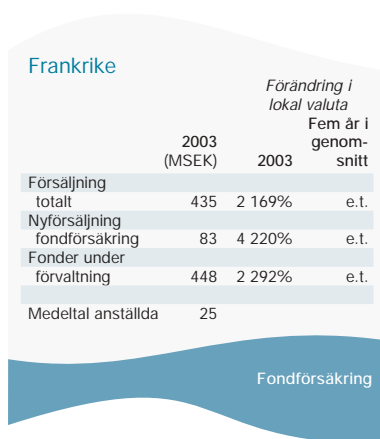 Frankrike
Förändring i
lokal valuta
Fem år i
2003 genom-
(MSEK) 2003 snitt
Försäljning
totalt 435 2 169% e.t.
Nyförsäljning
fondförsäkring 83 4 220% e.t.
Fonder under
förvaltning 448 2 292% e.t.
Medeltal anställda 25
Fondförsäkring